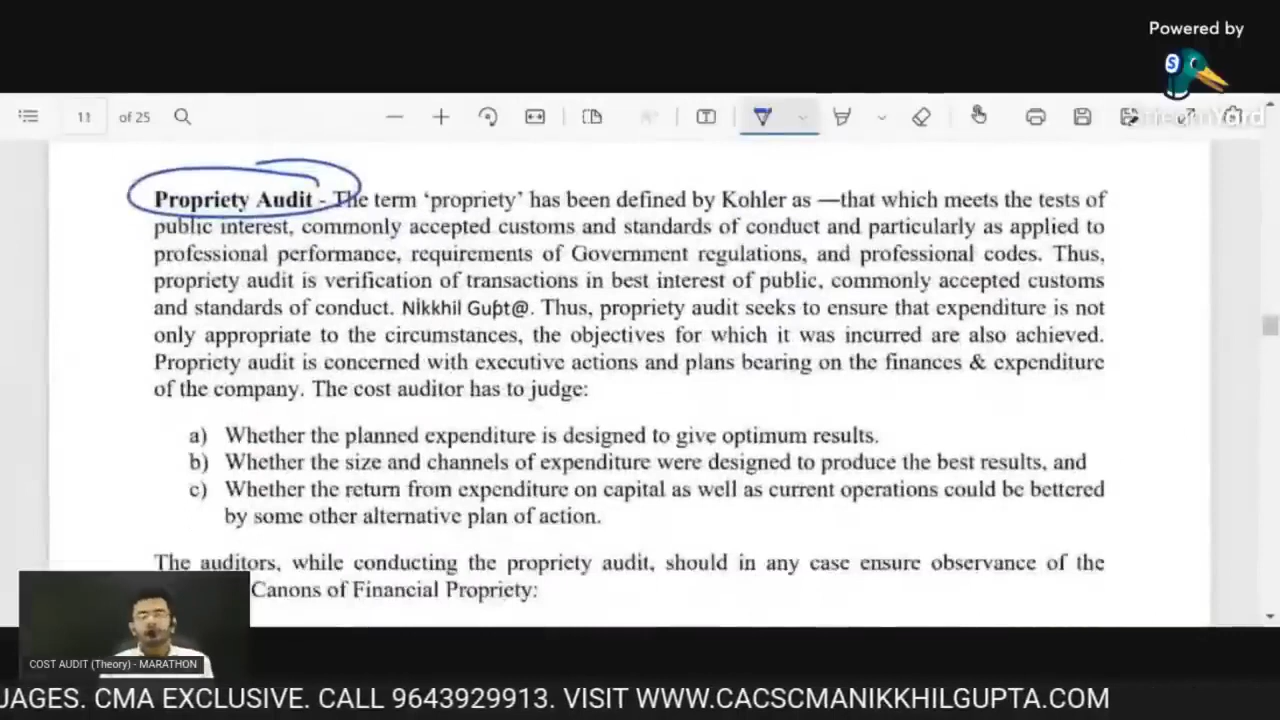 Powered by
S
11 of 25
StreamYard
Propriety Audit - The term ‘propriety’ has been defined by Kohler as —that which meets the tests of
public interest, commonly accepted customs and standards of conduct and particularly as applied to
professional performance, requirements of Government regulations, and professional codes. Thus,
propriety audit is verification of transactions in best interest of public, commonly accepted customs
and standards of conduct. Nİkkhil Guþt@. Thus, propriety audit seeks to ensure that expenditure is not
only appropriate to the circumstances, the objectives for which it was incurred are also achieved.
Propriety audit is concerned with executive actions and plans bearing on the finances & expenditure
of the company. The cost auditor has to judge:
a) Whether the planned expenditure is designed to give optimum results.
b) Whether the size and channels of expenditure were designed to produce the best results, and
c) Whether the return from expenditure on capital as well as current operations could be bettered
by some other alternative plan of action.
The auditors, while conducting the propriety audit, should in any case ensure observance of the
Canons of Financial Propriety:
COST AUDIT (Theory) - MARATHON
UAGES. CMA EXCLUSIVE. CALL 9643929913. VISIT WWW.CACSCMANIKKHILGUPTA.COM